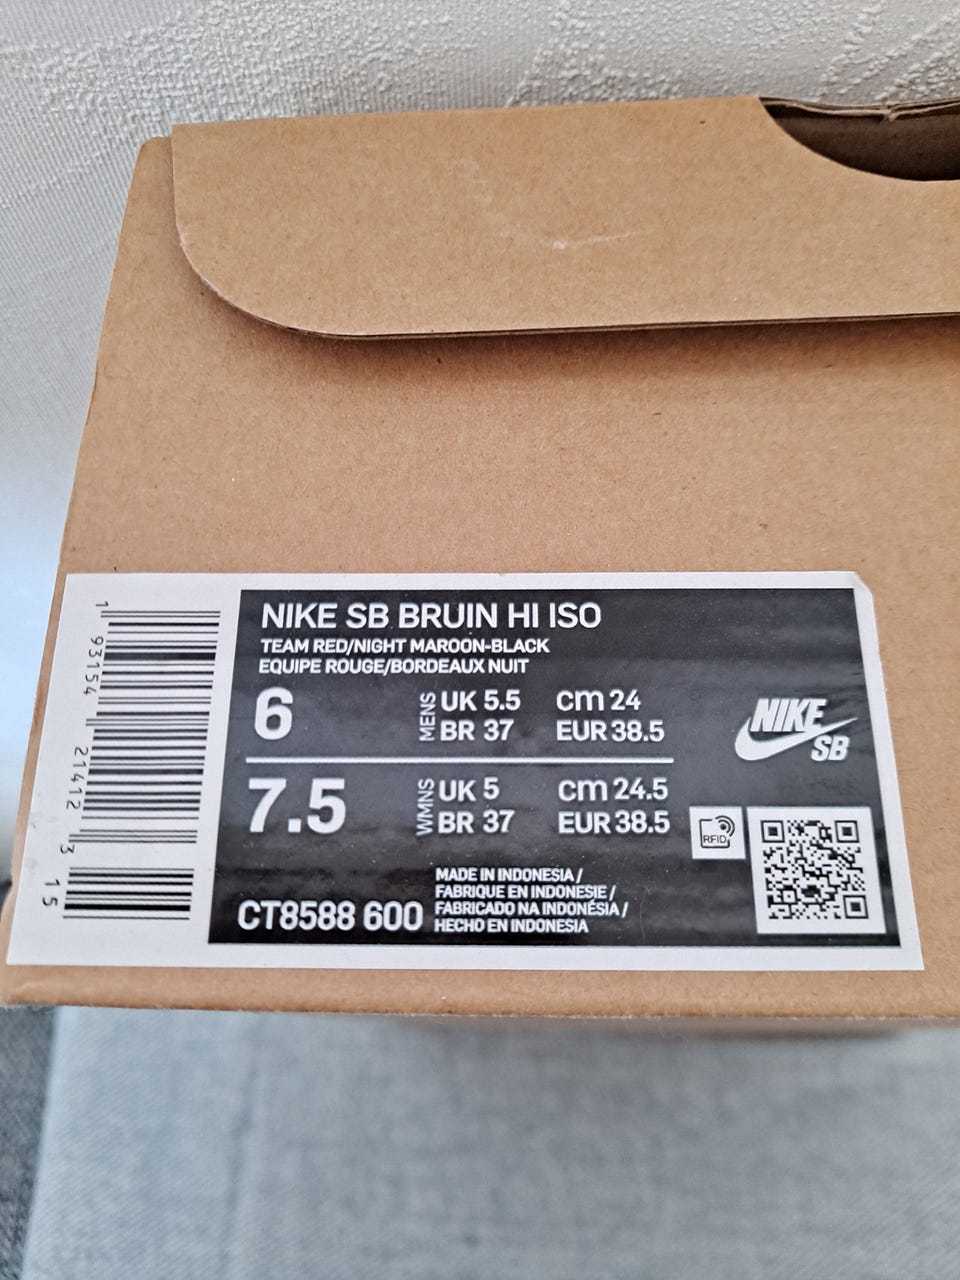 NIKE SB BRUIN HI ISO
TEAM RED/NIGHT MAROON-BLACK
EQUIPE ROUGE/BORDEAUX NUIT
6
MENS
UK 5.5
cm 24
BR 37
EUR 38.5
7.5
WMNS
UK 5
cm 24.5
BR 37
EUR 38.5
NIKE
SB
RFID
MADE IN INDONESIA /
FABRIQUE EN INDONESIE /
FABRICADO NA INDONÉSIA /
HECHO EN INDONESIA
CT8588 600
1 93154 21412 3 15